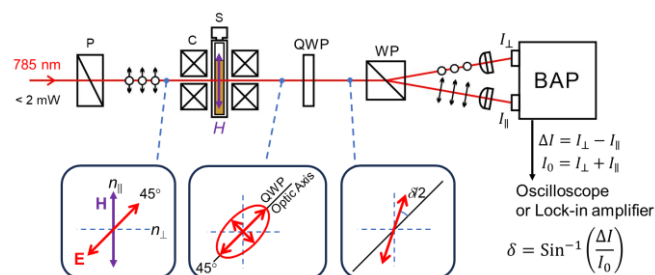 P
C
S
QWP
WP
I⊥
785 nm
< 2 mW
H
I∥
BAP
ΔI = I⊥ − I∥
I₀ = I⊥ + I∥
Oscilloscope
or Lock-in amplifier
δ = Sin⁻¹(ΔI/I₀)
n∥
45°
H
n⊥
E
QWP
Optic Axis
45°
δ/2